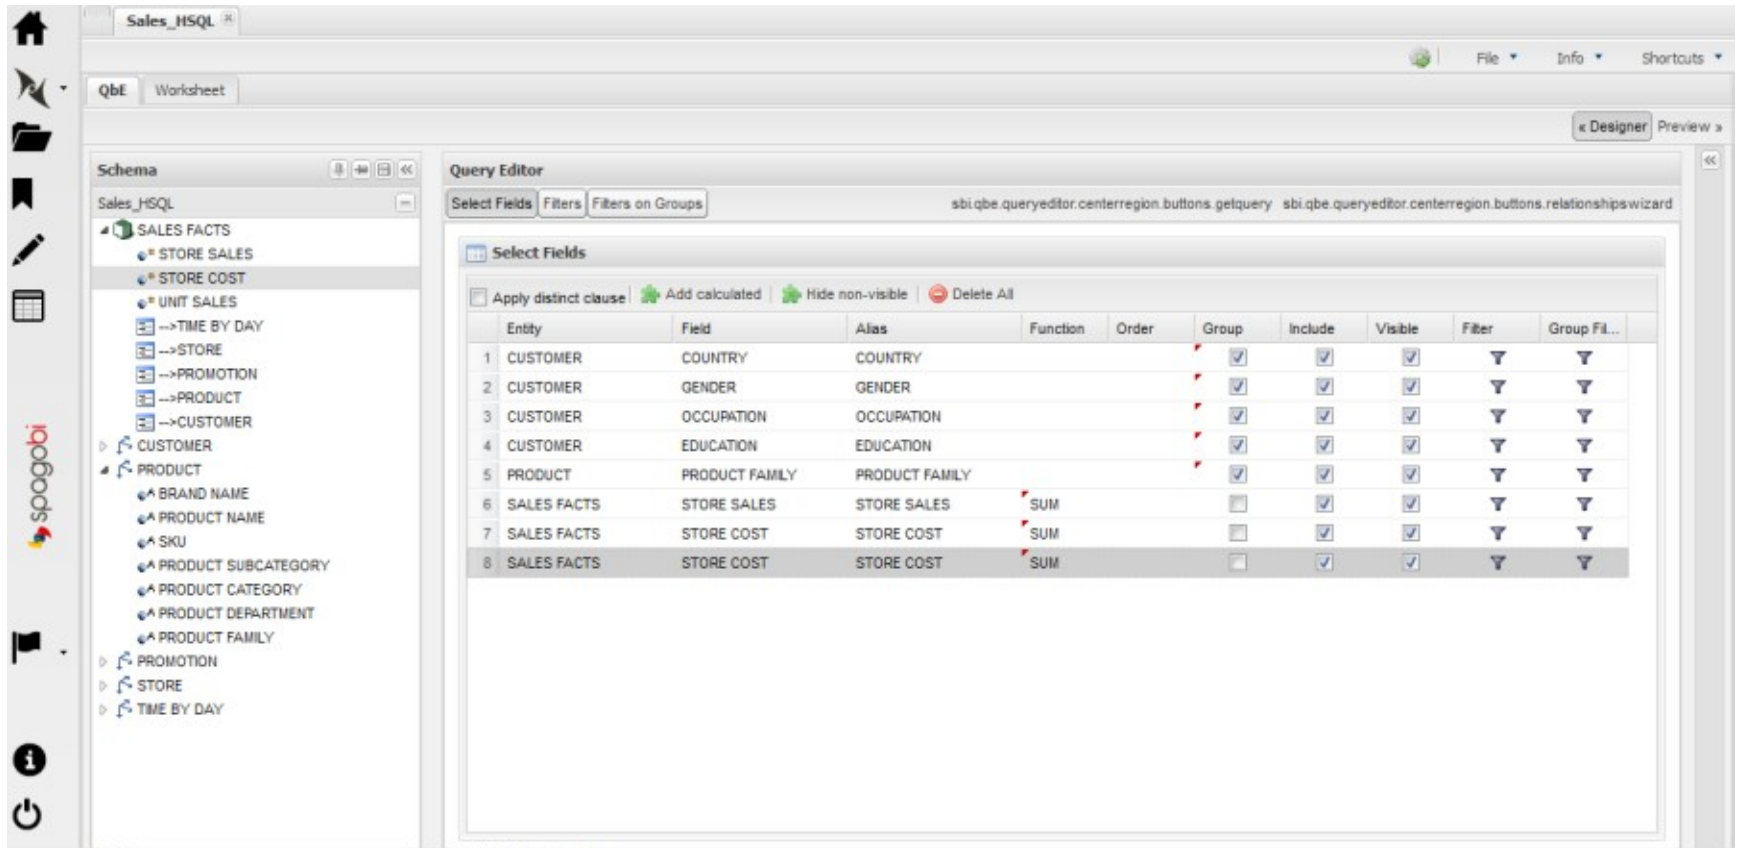 Sales_HSQL
File Info Shortcuts
QbE Worksheet
« Designer Preview »
Schema
Sales_HSQL
SALES FACTS
STORE SALES
STORE COST
UNIT SALES
-->TIME BY DAY
-->STORE
-->PROMOTION
-->PRODUCT
-->CUSTOMER
CUSTOMER
PRODUCT
BRAND NAME
PRODUCT NAME
SKU
PRODUCT SUBCATEGORY
PRODUCT CATEGORY
PRODUCT DEPARTMENT
PRODUCT FAMILY
PROMOTION
STORE
TIME BY DAY
spagobi
Query Editor
Select Fields Filters Filters on Groups sbi.qbe.queryeditor.centerregion.buttons.getquery sbi.qbe.queryeditor.centerregion.buttons.relationshipswizard
Select Fields
Apply distinct clause Add calculated Hide non-visible Delete All
Entity Field Alias Function Order Group Include Visible Filter Group Fil...
1 CUSTOMER COUNTRY COUNTRY
2 CUSTOMER GENDER GENDER
3 CUSTOMER OCCUPATION OCCUPATION
4 CUSTOMER EDUCATION EDUCATION
5 PRODUCT PRODUCT FAMILY PRODUCT FAMILY
6 SALES FACTS STORE SALES STORE SALES SUM
7 SALES FACTS STORE COST STORE COST SUM
8 SALES FACTS STORE COST STORE COST SUM